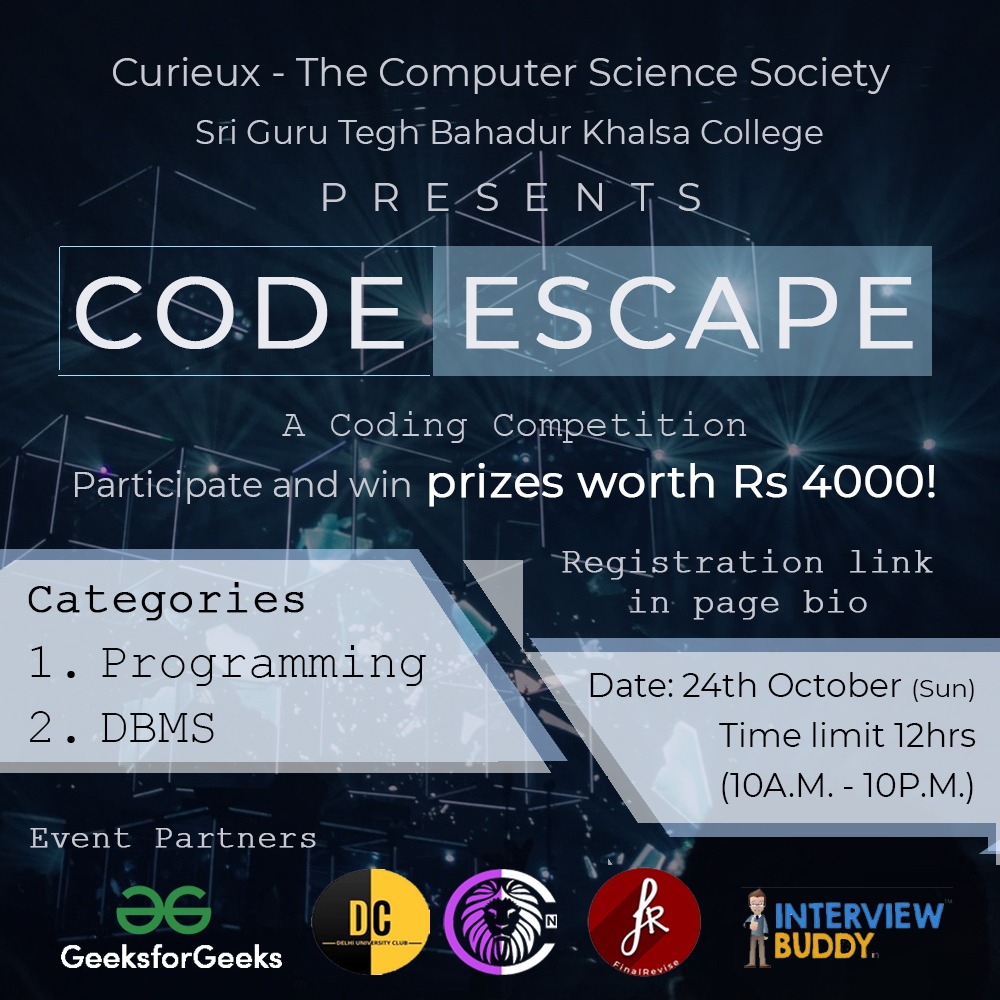 Curieux - The Computer Science Society
Sri Guru Tegh Bahadur Khalsa College
PRESENTS
CODE ESCAPE
A Coding Competition
Participate and win prizes worth Rs 4000!
Registration link
in page bio
Categories
1. Programming
2. DBMS
Date: 24th October (Sun)
Time limit 12hrs
(10A.M. - 10P.M.)
Event Partners
GeeksforGeeks
DC
DELHI UNIVERSITY CLUB
N
FR
FinalRevise
INTERVIEW
BUDDY.in